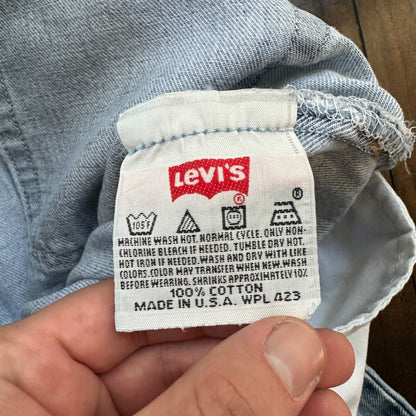 LEVI'S
®
105F
MACHINE WASH HOT. NORMAL CYCLE. ONLY NON-
CHLORINE BLEACH IF NEEDED. TUMBLE DRY HOT.
HOT IRON IF NEEDED. WASH AND DRY WITH LIKE
COLORS. COLOR MAY TRANSFER WHEN NEW. WASH
BEFORE WEARING. SHRINKS APPROXIMATELY 10%
100% COTTON
MADE IN U.S.A. WPL 423